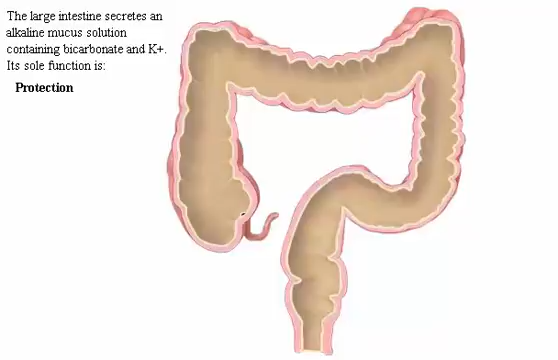 The large intestine secretes an
alkaline mucus solution
containing bicarbonate and K+.
Its sole function is:
Protection